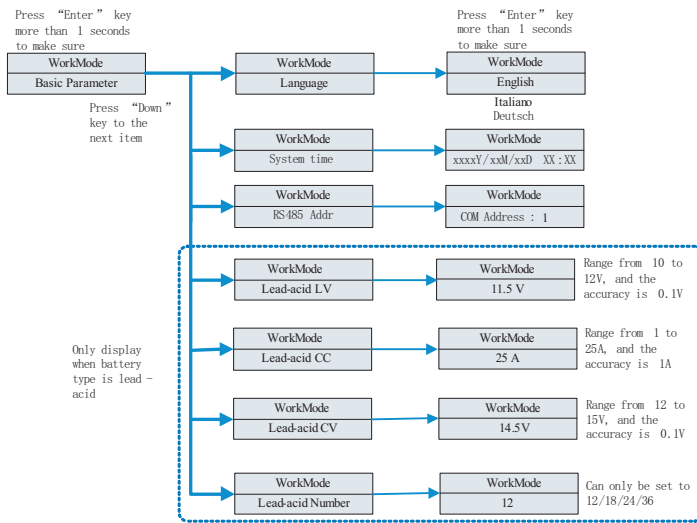 Press “Enter” key
more than 1 seconds
to make sure
WorkMode
Basic Parameter
Press “Down”
key to the
next item
WorkMode
Language
Press “Enter” key
more than 1 seconds
to make sure
WorkMode
English
Italiano
Deutsch
WorkMode
System time
WorkMode
xxxxY/xxM/xxD XX:XX
WorkMode
RS485 Addr
WorkMode
COM Address : 1
Only display
when battery
type is lead-
acid
WorkMode
Lead-acid LV
WorkMode
11.5 V
Range from 10 to
12V, and the
accuracy is 0.1V
WorkMode
Lead-acid CC
WorkMode
25 A
Range from 1 to
25A, and the
accuracy is 1A
WorkMode
Lead-acid CV
WorkMode
14.5V
Range from 12 to
15V, and the
accuracy is 0.1V
WorkMode
Lead-acid Number
WorkMode
12
Can only be set to
12/18/24/36